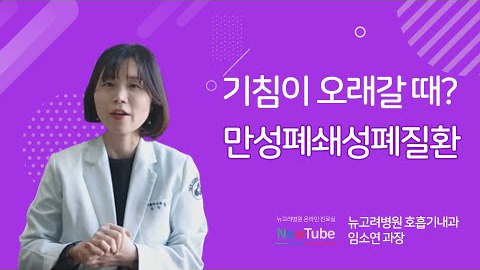 기침이 오래갈 때?
만성폐쇄성폐질환
뉴고려병원 온라인 진료실
NewTube
뉴고려병원 호흡기내과
임소연 과장